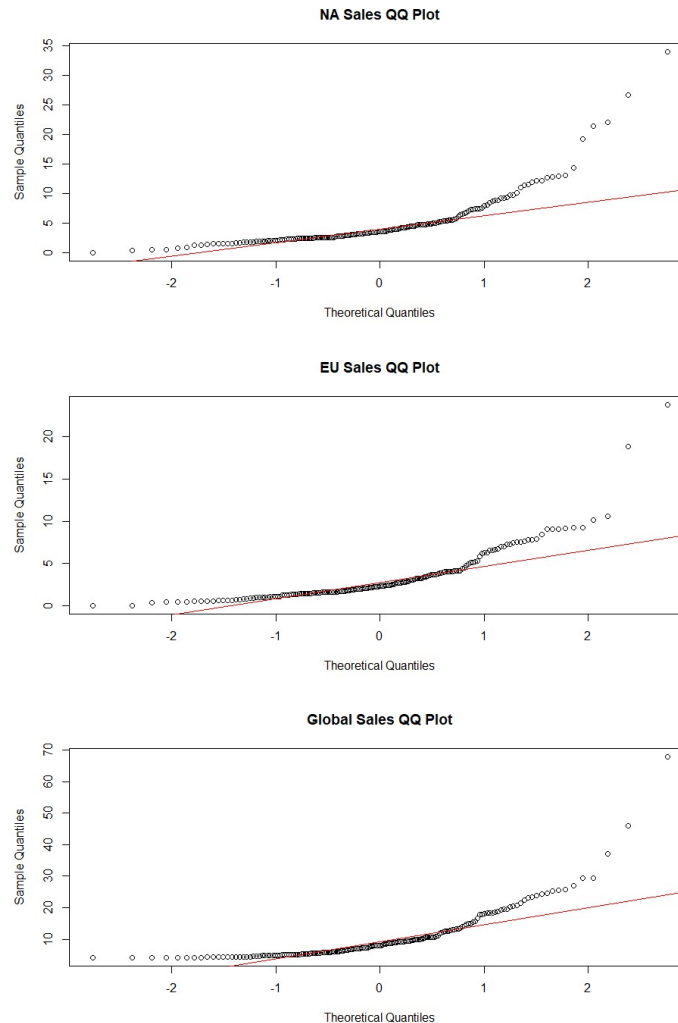 NA Sales QQ Plot
35
30
25
20
15
10
5
0
Sample Quantiles
-2 -1 0 1 2
Theoretical Quantiles
EU Sales QQ Plot
20
15
10
5
0
Sample Quantiles
-2 -1 0 1 2
Theoretical Quantiles
Global Sales QQ Plot
70
60
50
40
30
20
10
Sample Quantiles
-2 -1 0 1 2
Theoretical Quantiles